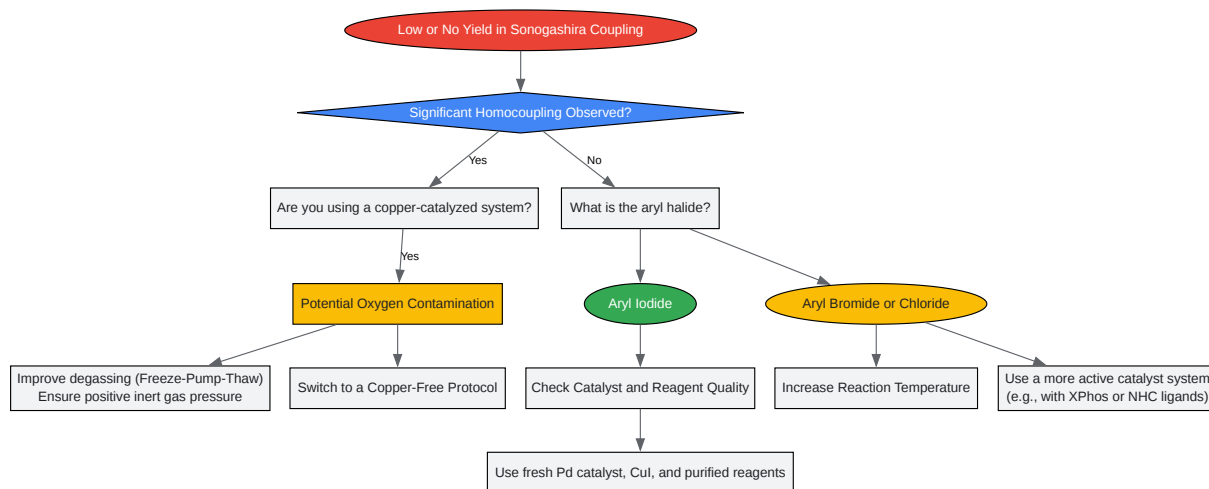 Low or No Yield in Sonogashira Coupling
Significant Homocoupling Observed?
Yes
No
Are you using a copper-catalyzed system?
What is the aryl halide?
Yes
Potential Oxygen Contamination
Aryl Iodide
Aryl Bromide or Chloride
Improve degassing (Freeze-Pump-Thaw)
Ensure positive inert gas pressure
Switch to a Copper-Free Protocol
Check Catalyst and Reagent Quality
Increase Reaction Temperature
Use a more active catalyst system
(e.g., with XPhos or NHC ligands)
Use fresh Pd catalyst, CuI, and purified reagents